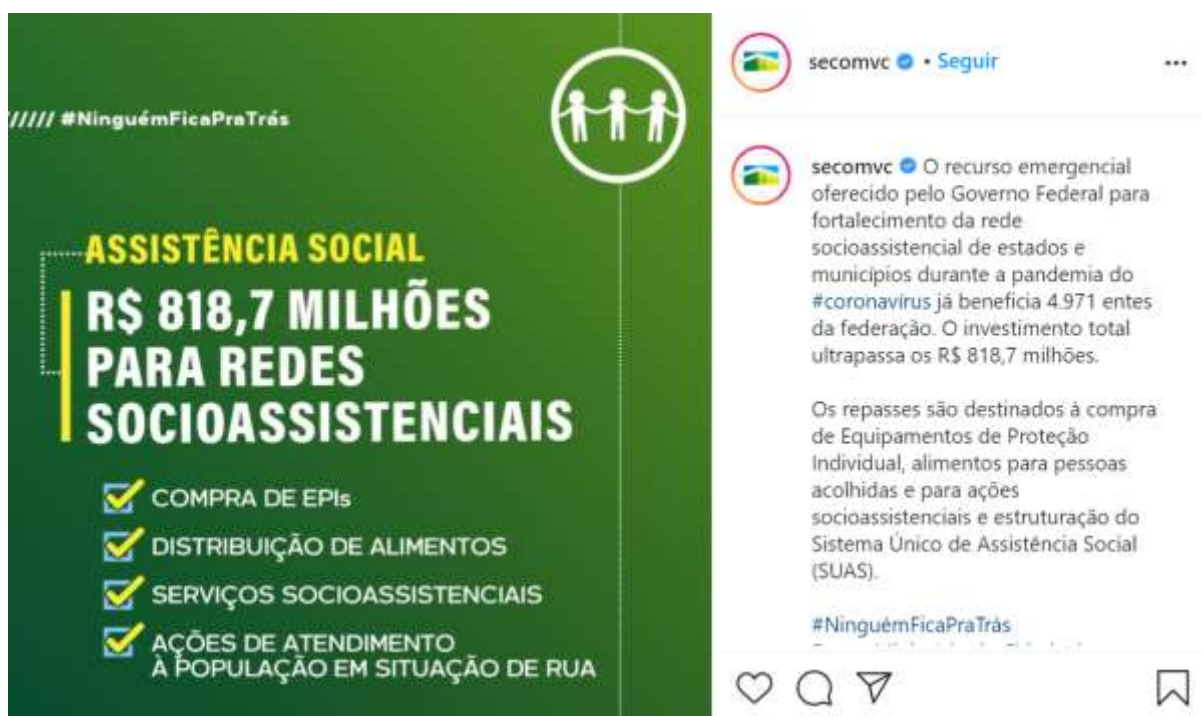 ////// #NinguémFicaPraTrás
ASSISTÊNCIA SOCIAL
R$ 818,7 MILHÕES
PARA REDES
SOCIOASSISTENCIAIS
COMPRA DE EPIs
DISTRIBUIÇÃO DE ALIMENTOS
SERVIÇOS SOCIOASSISTENCIAIS
AÇÕES DE ATENDIMENTO
À POPULAÇÃO EM SITUAÇÃO DE RUA
secomvc • Seguir
secomvc O recurso emergencial
oferecido pelo Governo Federal para
fortalecimento da rede
socioassistencial de estados e
municípios durante a pandemia do
#coronavírus já beneficia 4.971 entes
da federação. O investimento total
ultrapassa os R$ 818,7 milhões.
Os repasses são destinados à compra
de Equipamentos de Proteção
Individual, alimentos para pessoas
acolhidas e para ações
socioassistenciais e estruturação do
Sistema Único de Assistência Social
(SUAS).
#NinguémFicaPraTrás